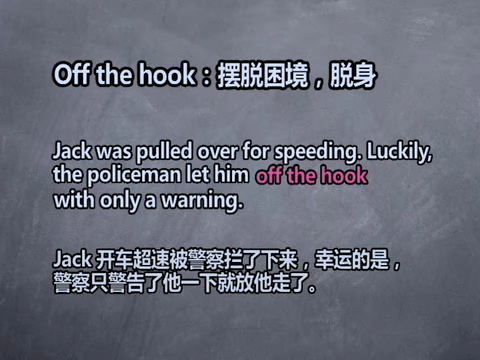 Off the hook：摆脱困境，脱身
Jack was pulled over for speeding. Luckily,
the policeman let him off the hook
with only a warning.
Jack 开车超速被警察拦了下来，幸运的是，
警察只警告了他一下就放他走了。